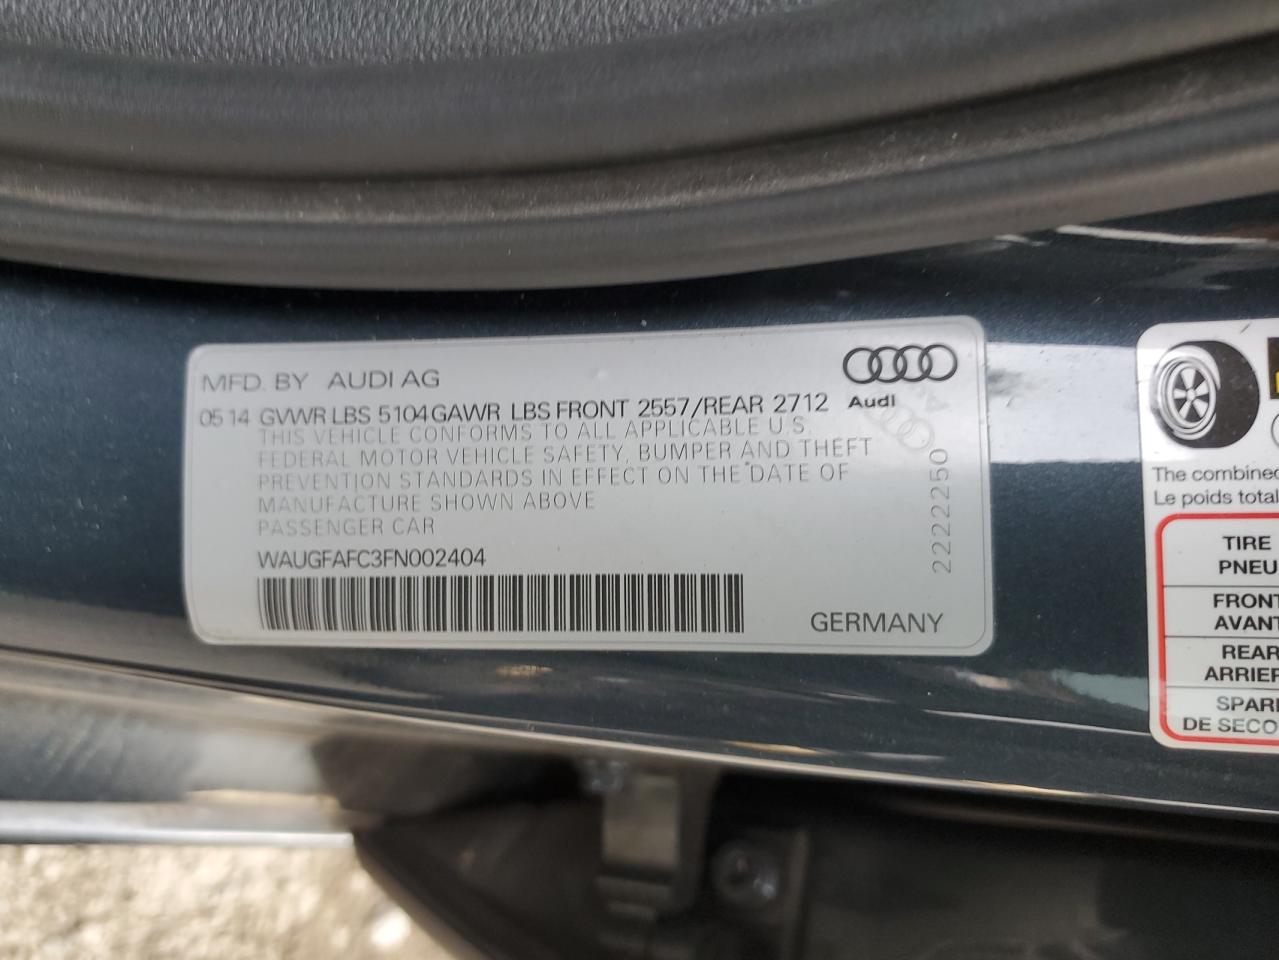 MFD. BY AUDI AG
05 14 GVWR LBS 5104 GAWR LBS FRONT 2557/REAR 2712
Audi
THIS VEHICLE CONFORMS TO ALL APPLICABLE U.S.
FEDERAL MOTOR VEHICLE SAFETY, BUMPER AND THEFT
PREVENTION STANDARDS IN EFFECT ON THE DATE OF
MANUFACTURE SHOWN ABOVE
PASSENGER CAR
WAUGFAFC3FN002404
GERMANY
2222250
The combined
Le poids total
TIRE
PNEU
FRONT
AVANT
REAR
ARRIER
SPARE
DE SECO